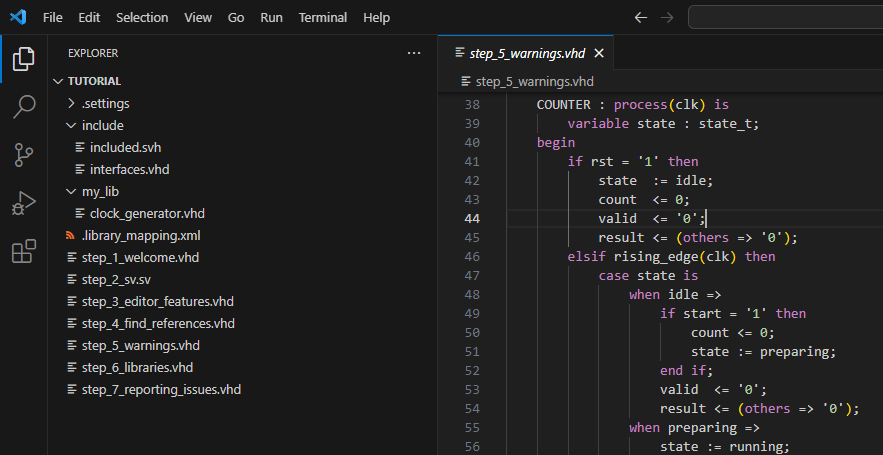 File Edit Selection View Go Run Terminal Help
EXPLORER
TUTORIAL
.settings
include
included.svh
interfaces.vhd
my_lib
clock_generator.vhd
.library_mapping.xml
step_1_welcome.vhd
step_2_sv.sv
step_3_editor_features.vhd
step_4_find_references.vhd
step_5_warnings.vhd
step_6_libraries.vhd
step_7_reporting_issues.vhd
step_5_warnings.vhd
step_5_warnings.vhd
38 COUNTER : process(clk) is
39 variable state : state_t;
40 begin
41 if rst = '1' then
42 state := idle;
43 count <= 0;
44 valid <= '0';
45 result <= (others => '0');
46 elsif rising_edge(clk) then
47 case state is
48 when idle =>
49 if start = '1' then
50 count <= 0;
51 state := preparing;
52 end if;
53 valid <= '0';
54 result <= (others => '0');
55 when preparing =>
56 state := running;